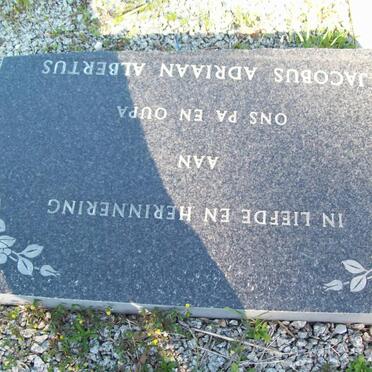 IN LIEFDE EN HERINNERING
AAN
ONS PA EN OUPA
JACOBUS ADRIAAN ALBERTUS